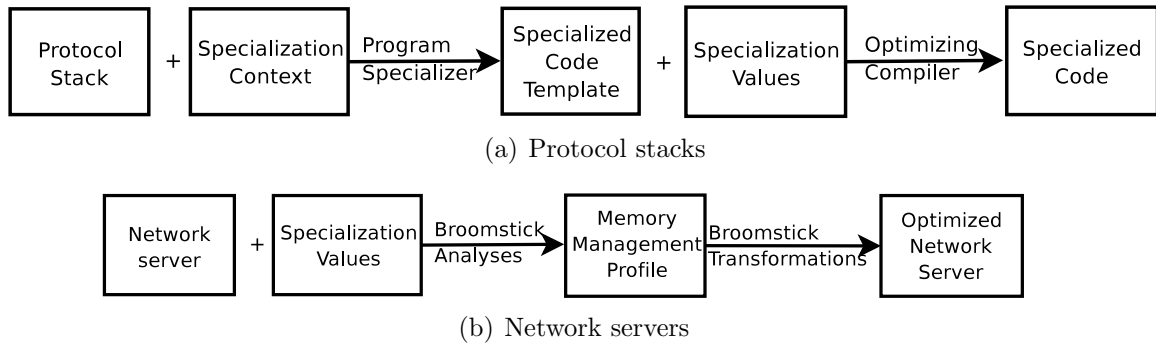 Protocol
Stack
+
Specialization
Context
Program
Specializer
Specialized
Code
Template
+
Specialization
Values
Optimizing
Compiler
Specialized
Code
(a) Protocol stacks
Network
server
+
Specialization
Values
Broomstick
Analyses
Memory
Management
Profile
Broomstick
Transformations
Optimized
Network
Server
(b) Network servers